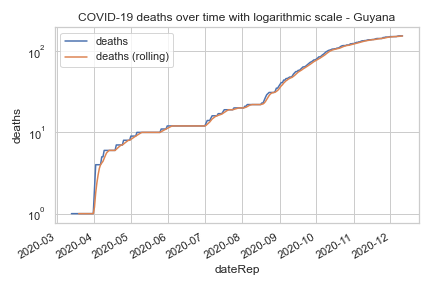 COVID-19 deaths over time with logarithmic scale - Guyana
deaths
deaths (rolling)
10²
10¹
10⁰
deaths
2020-03
2020-04
2020-05
2020-06
2020-07
2020-08
2020-09
2020-10
2020-11
2020-12
dateRep